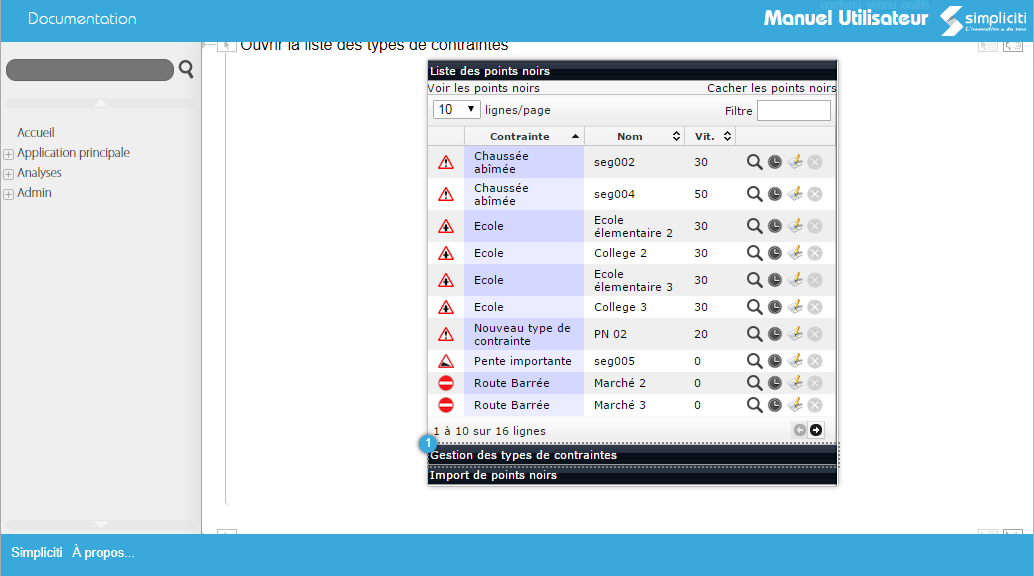 contenu menu outils
Documentation
Manuel Utilisateur
simpliciti
L'innovation a du sens
Ouvrir la liste des types de contraintes
Accueil
Application principale
Analyses
Admin
Liste des points noirs
Voir les points noirs Cacher les points noirs
10 lignes/page Filtre
Contrainte Nom Vit.
Chaussée abîmée seg002 30
Chaussée abîmée seg004 50
Ecole Ecole élementaire 2 30
Ecole College 2 30
Ecole Ecole élementaire 3 30
Ecole College 3 30
Nouveau type de contrainte PN 02 20
Pente importante seg005 0
Route Barrée Marché 2 0
Route Barrée Marché 3 0
1 à 10 sur 16 lignes
1
Gestion des types de contraintes
Import de points noirs
Simpliciti À propos...